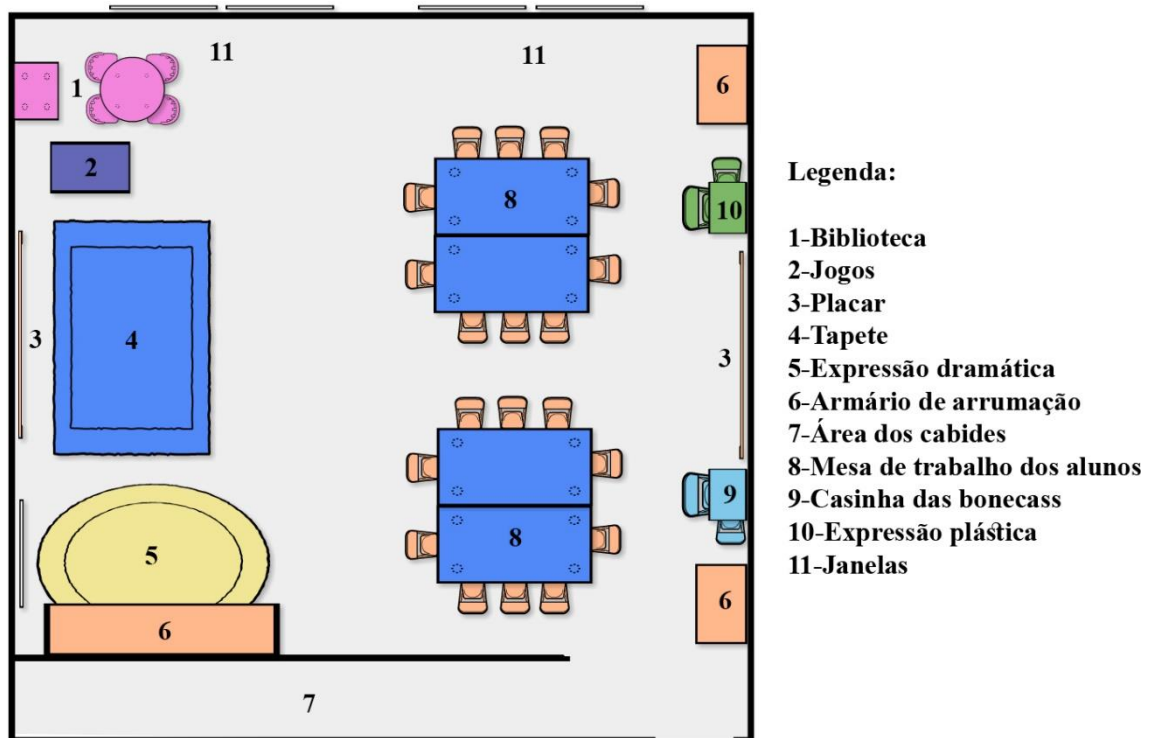 11
11
6
1
2
8
10
3
3
4
9
5
8
6
6
7
Legenda:
1-Biblioteca
2-Jogos
3-Placar
4-Tapete
5-Expressão dramática
6-Armário de arrumação
7-Área dos cabides
8-Mesa de trabalho dos alunos
9-Casinha das bonecass
10-Expressão plástica
11-Janelas